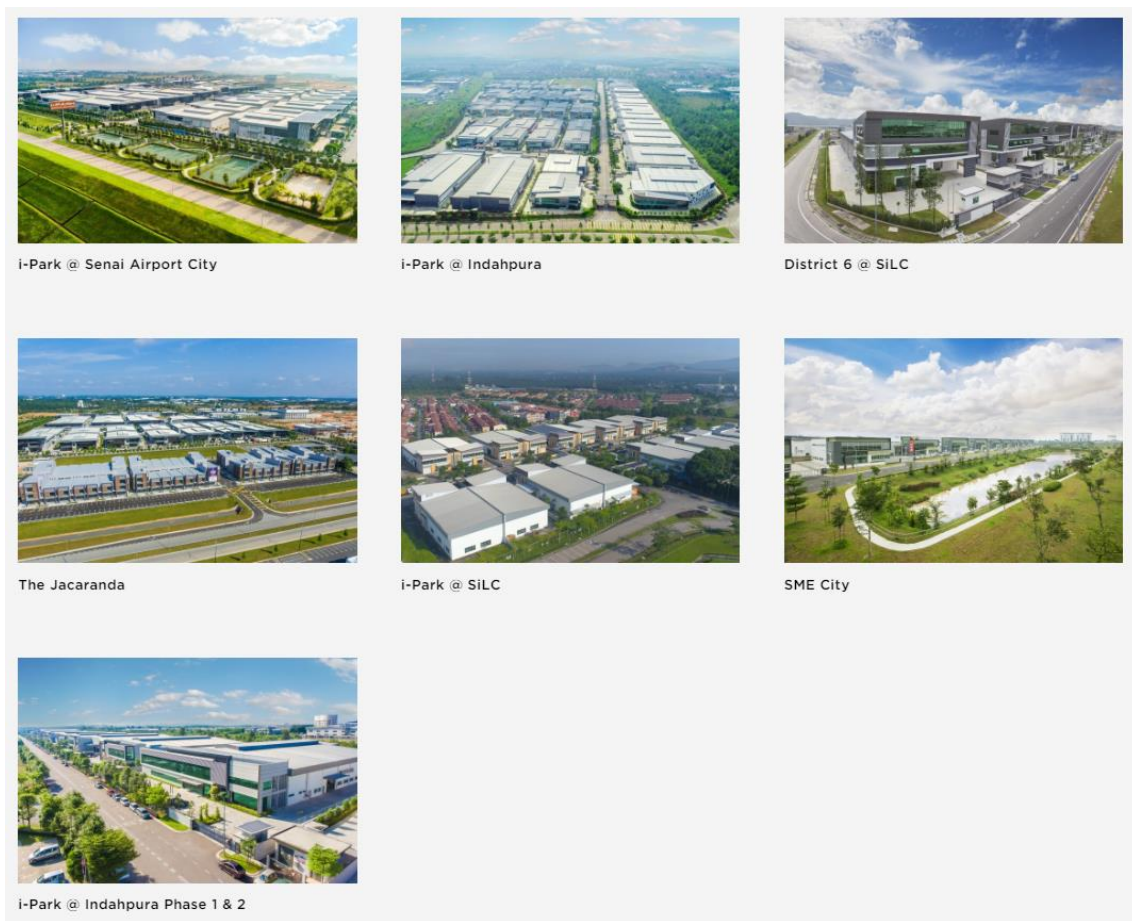 i-Park @ Senai Airport City
i-Park @ Indahpura
District 6 @ SiLC
The Jacaranda
i-Park @ SiLC
SME City
i-Park @ Indahpura Phase 1 & 2